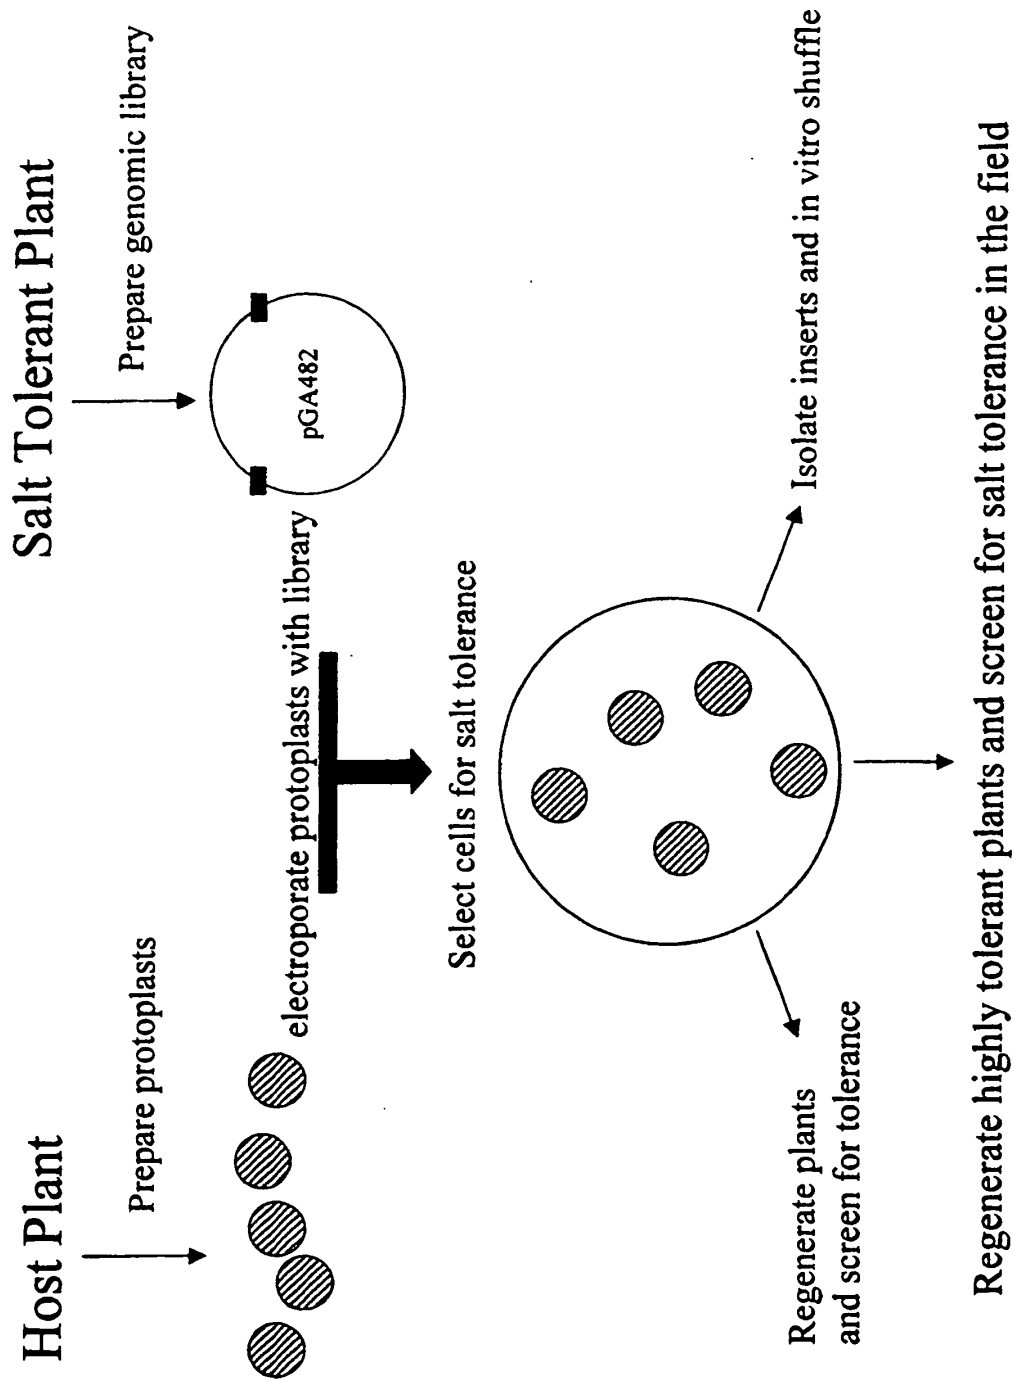 Host Plant
Salt Tolerant Plant
Prepare protoplasts
Prepare genomic library
pGA482
electroporate protoplasts with library
Select cells for salt tolerance
Regenerate plants
and screen for tolerance
Isolate inserts and in vitro shuffle
Regenerate highly tolerant plants and screen for salt tolerance in the field